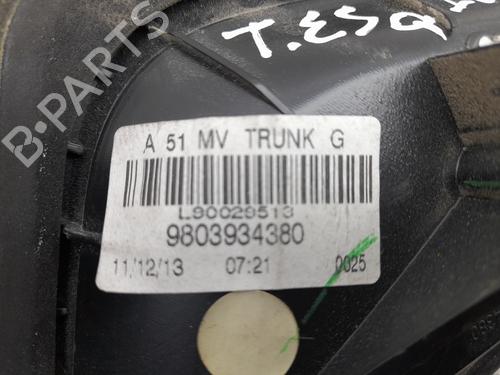 T.ESQ
A 51 MV TRUNK G
L90029513
9803934380
11/12/13 07:21 0025
B-PARTS